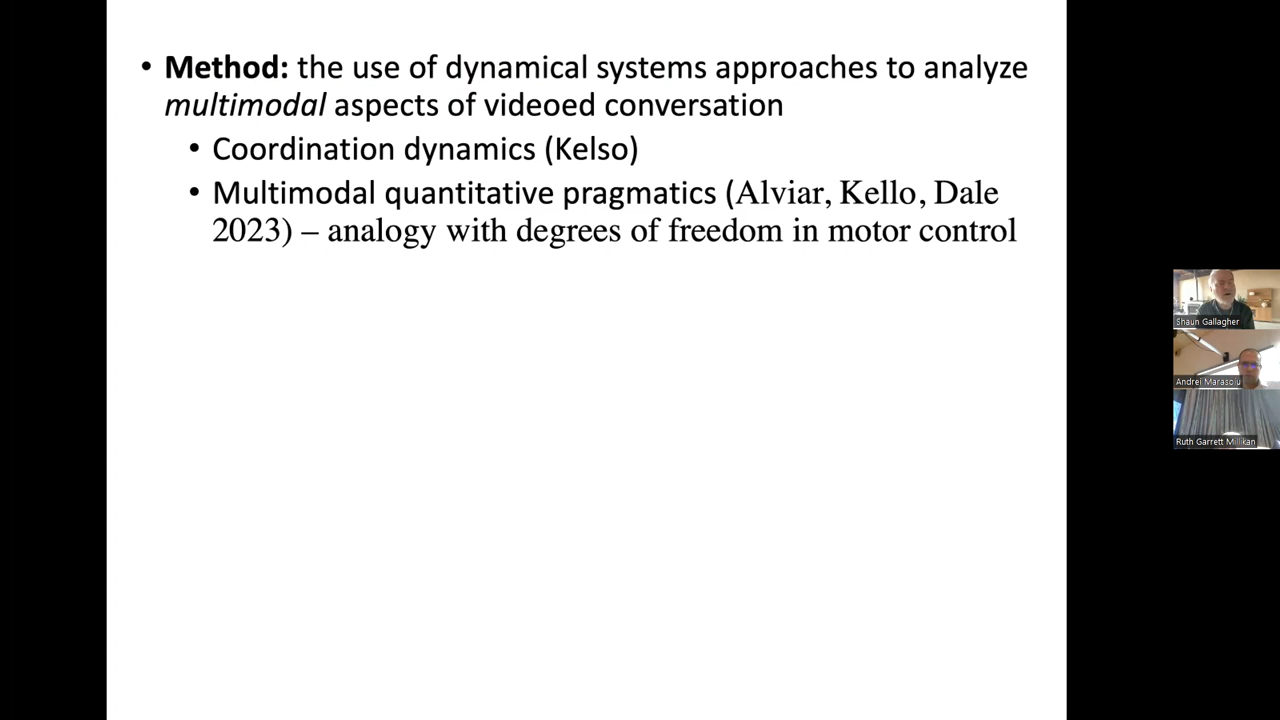 • Method: the use of dynamical systems approaches to analyze
multimodal aspects of videoed conversation
• Coordination dynamics (Kelso)
• Multimodal quantitative pragmatics (Alviar, Kello, Dale
2023) – analogy with degrees of freedom in motor control
Shaun Gallagher
Andrei Marasoiu
Ruth Garrett Millikan